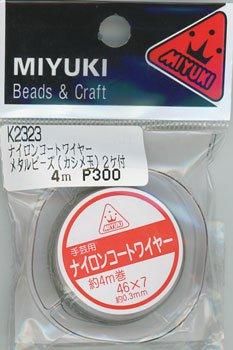 MIYUKI
MIYUKI
Beads & Craft
K2323
ナイロンコートワイヤー
メタルビーズ(カシメ玉)2ケ付
4m P300
手芸用
ナイロンコートワイヤー
約4m巻
46×7
約0.3mm